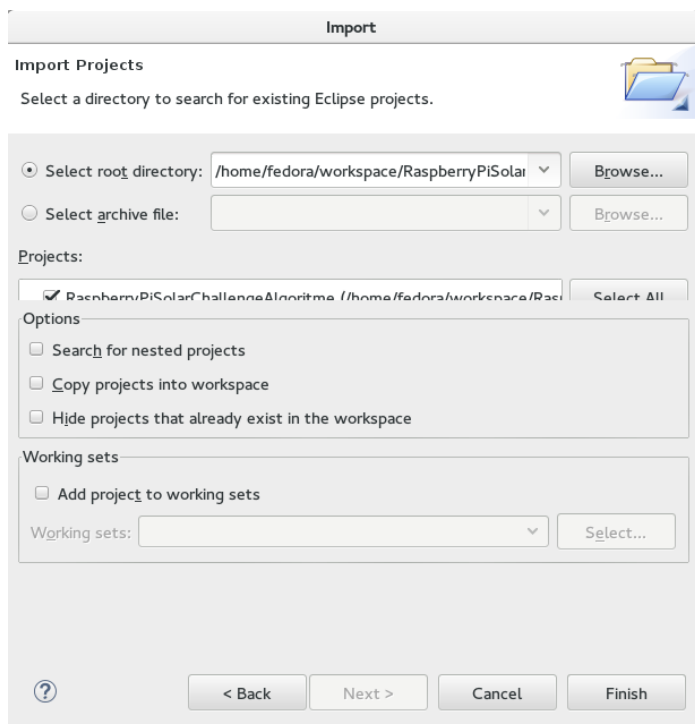 Import
Import Projects
Select a directory to search for existing Eclipse projects.
Select root directory: /home/fedora/workspace/RaspberryPiSolar Browse...
Select archive file: Browse...
Projects:
RaspberryPiSolarChallengeAlgoritme (/home/fedora/workspace/Ras Select All
Options
Search for nested projects
Copy projects into workspace
Hide projects that already exist in the workspace
Working sets
Add project to working sets
Working sets: Select...
? < Back Next > Cancel Finish